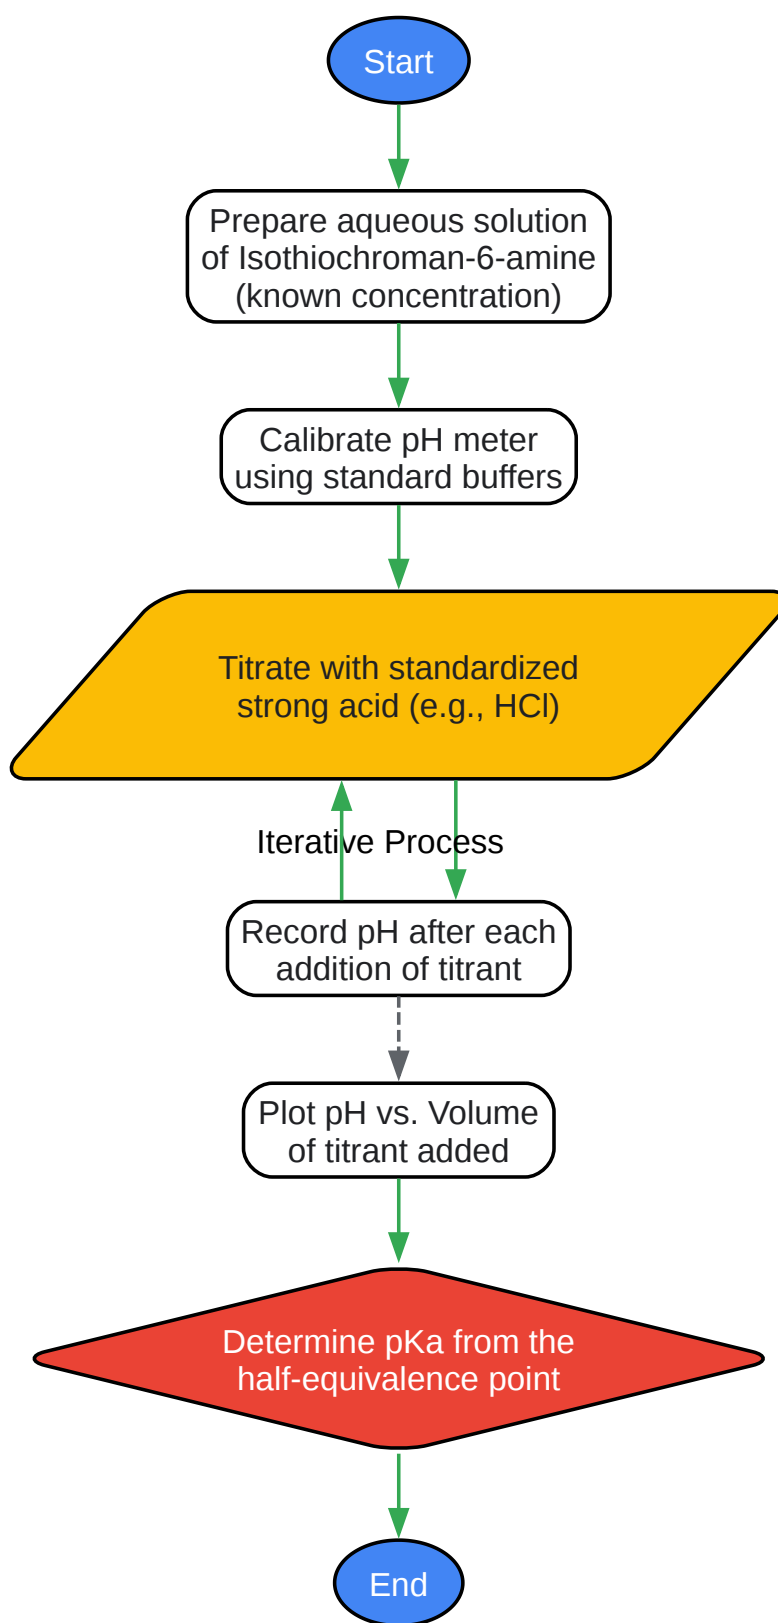 Start
Prepare aqueous solution
of Isothiochroman-6-amine
(known concentration)
Calibrate pH meter
using standard buffers
Titrate with standardized
strong acid (e.g., HCl)
Iterative Process
Record pH after each
addition of titrant
Plot pH vs. Volume
of titrant added
Determine pKa from the
half-equivalence point
End